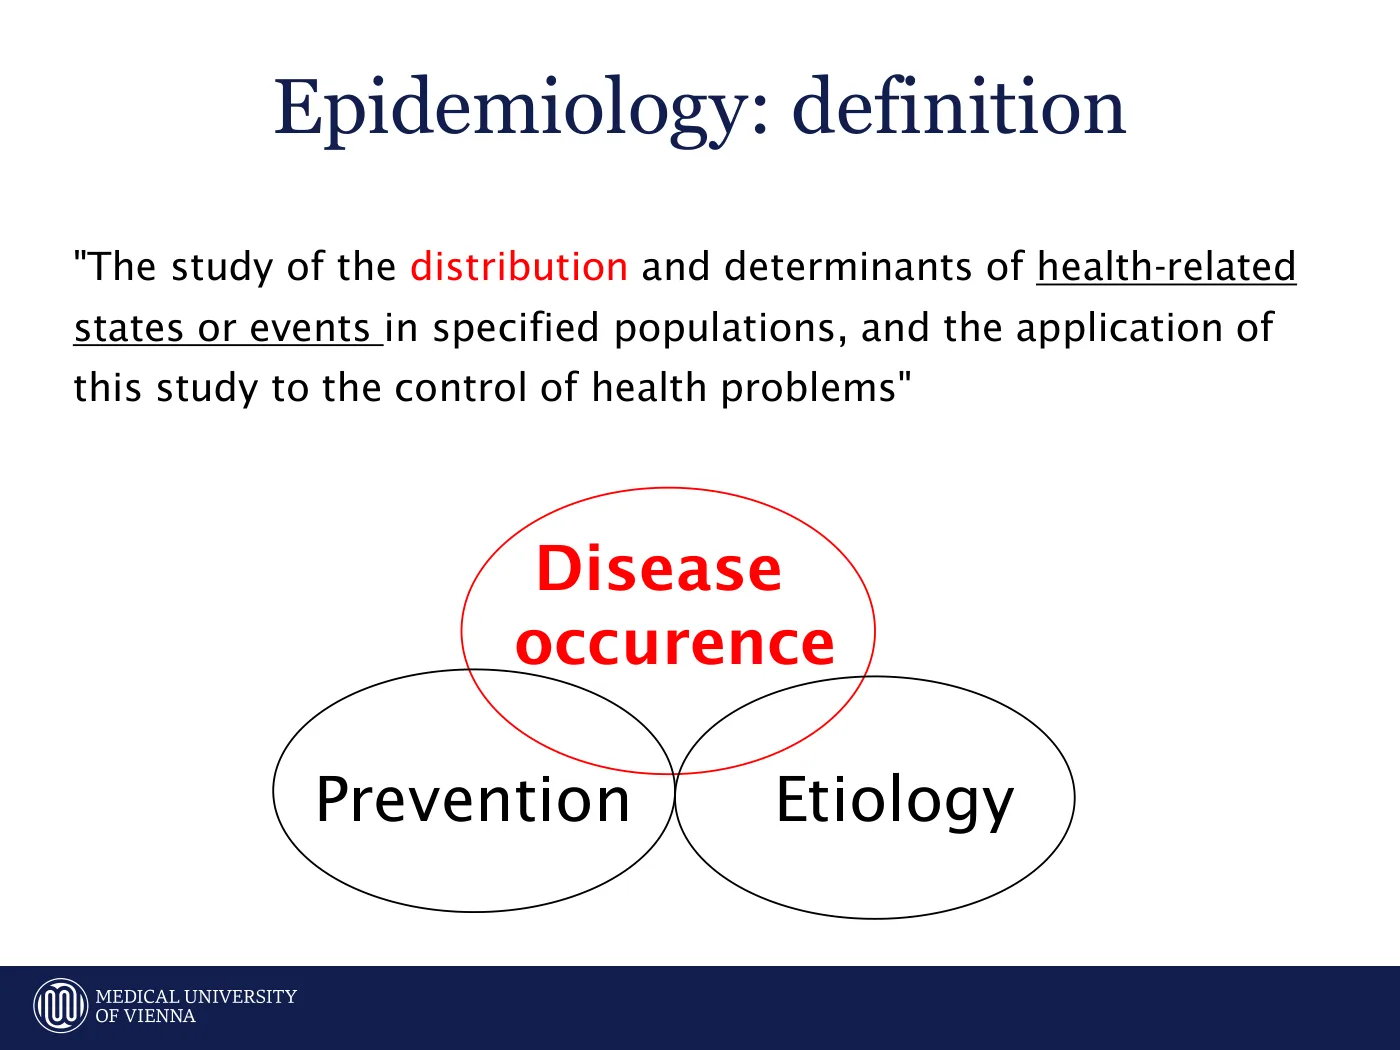 Epidemiology: definition
"The study of the distribution and determinants of health-related
states or events in specified populations, and the application of
this study to the control of health problems"
Disease
occurence
Prevention
Etiology
MEDICAL UNIVERSITY
OF VIENNA